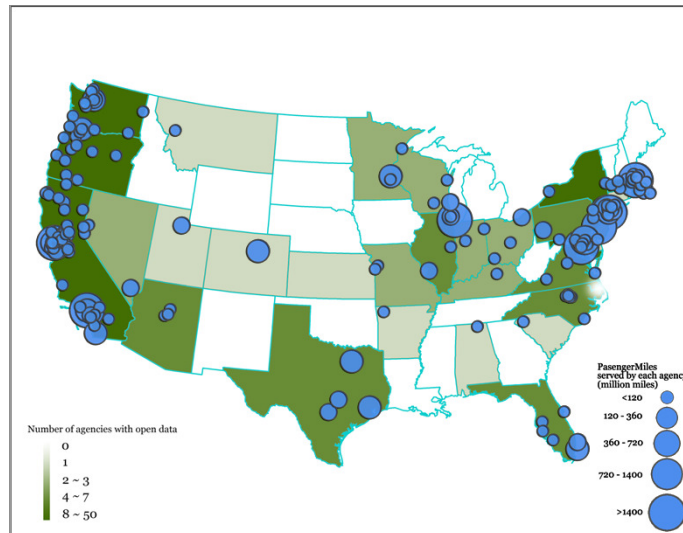 PasengerMiles
served by each agency
(million miles)
<120
120 - 360
360 - 720
720 - 1400
>1400
Number of agencies with open data
0
1
2 ~ 3
4 ~ 7
8 ~ 50